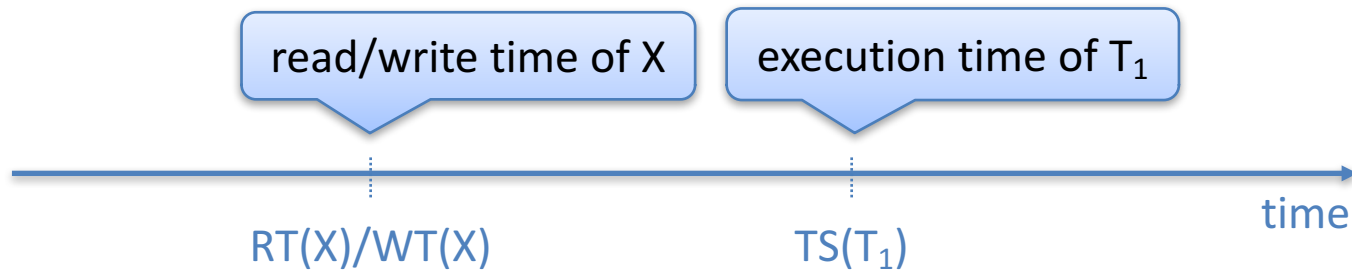 read/write time of X
execution time of T₁
time
RT(X)/WT(X)
TS(T₁)